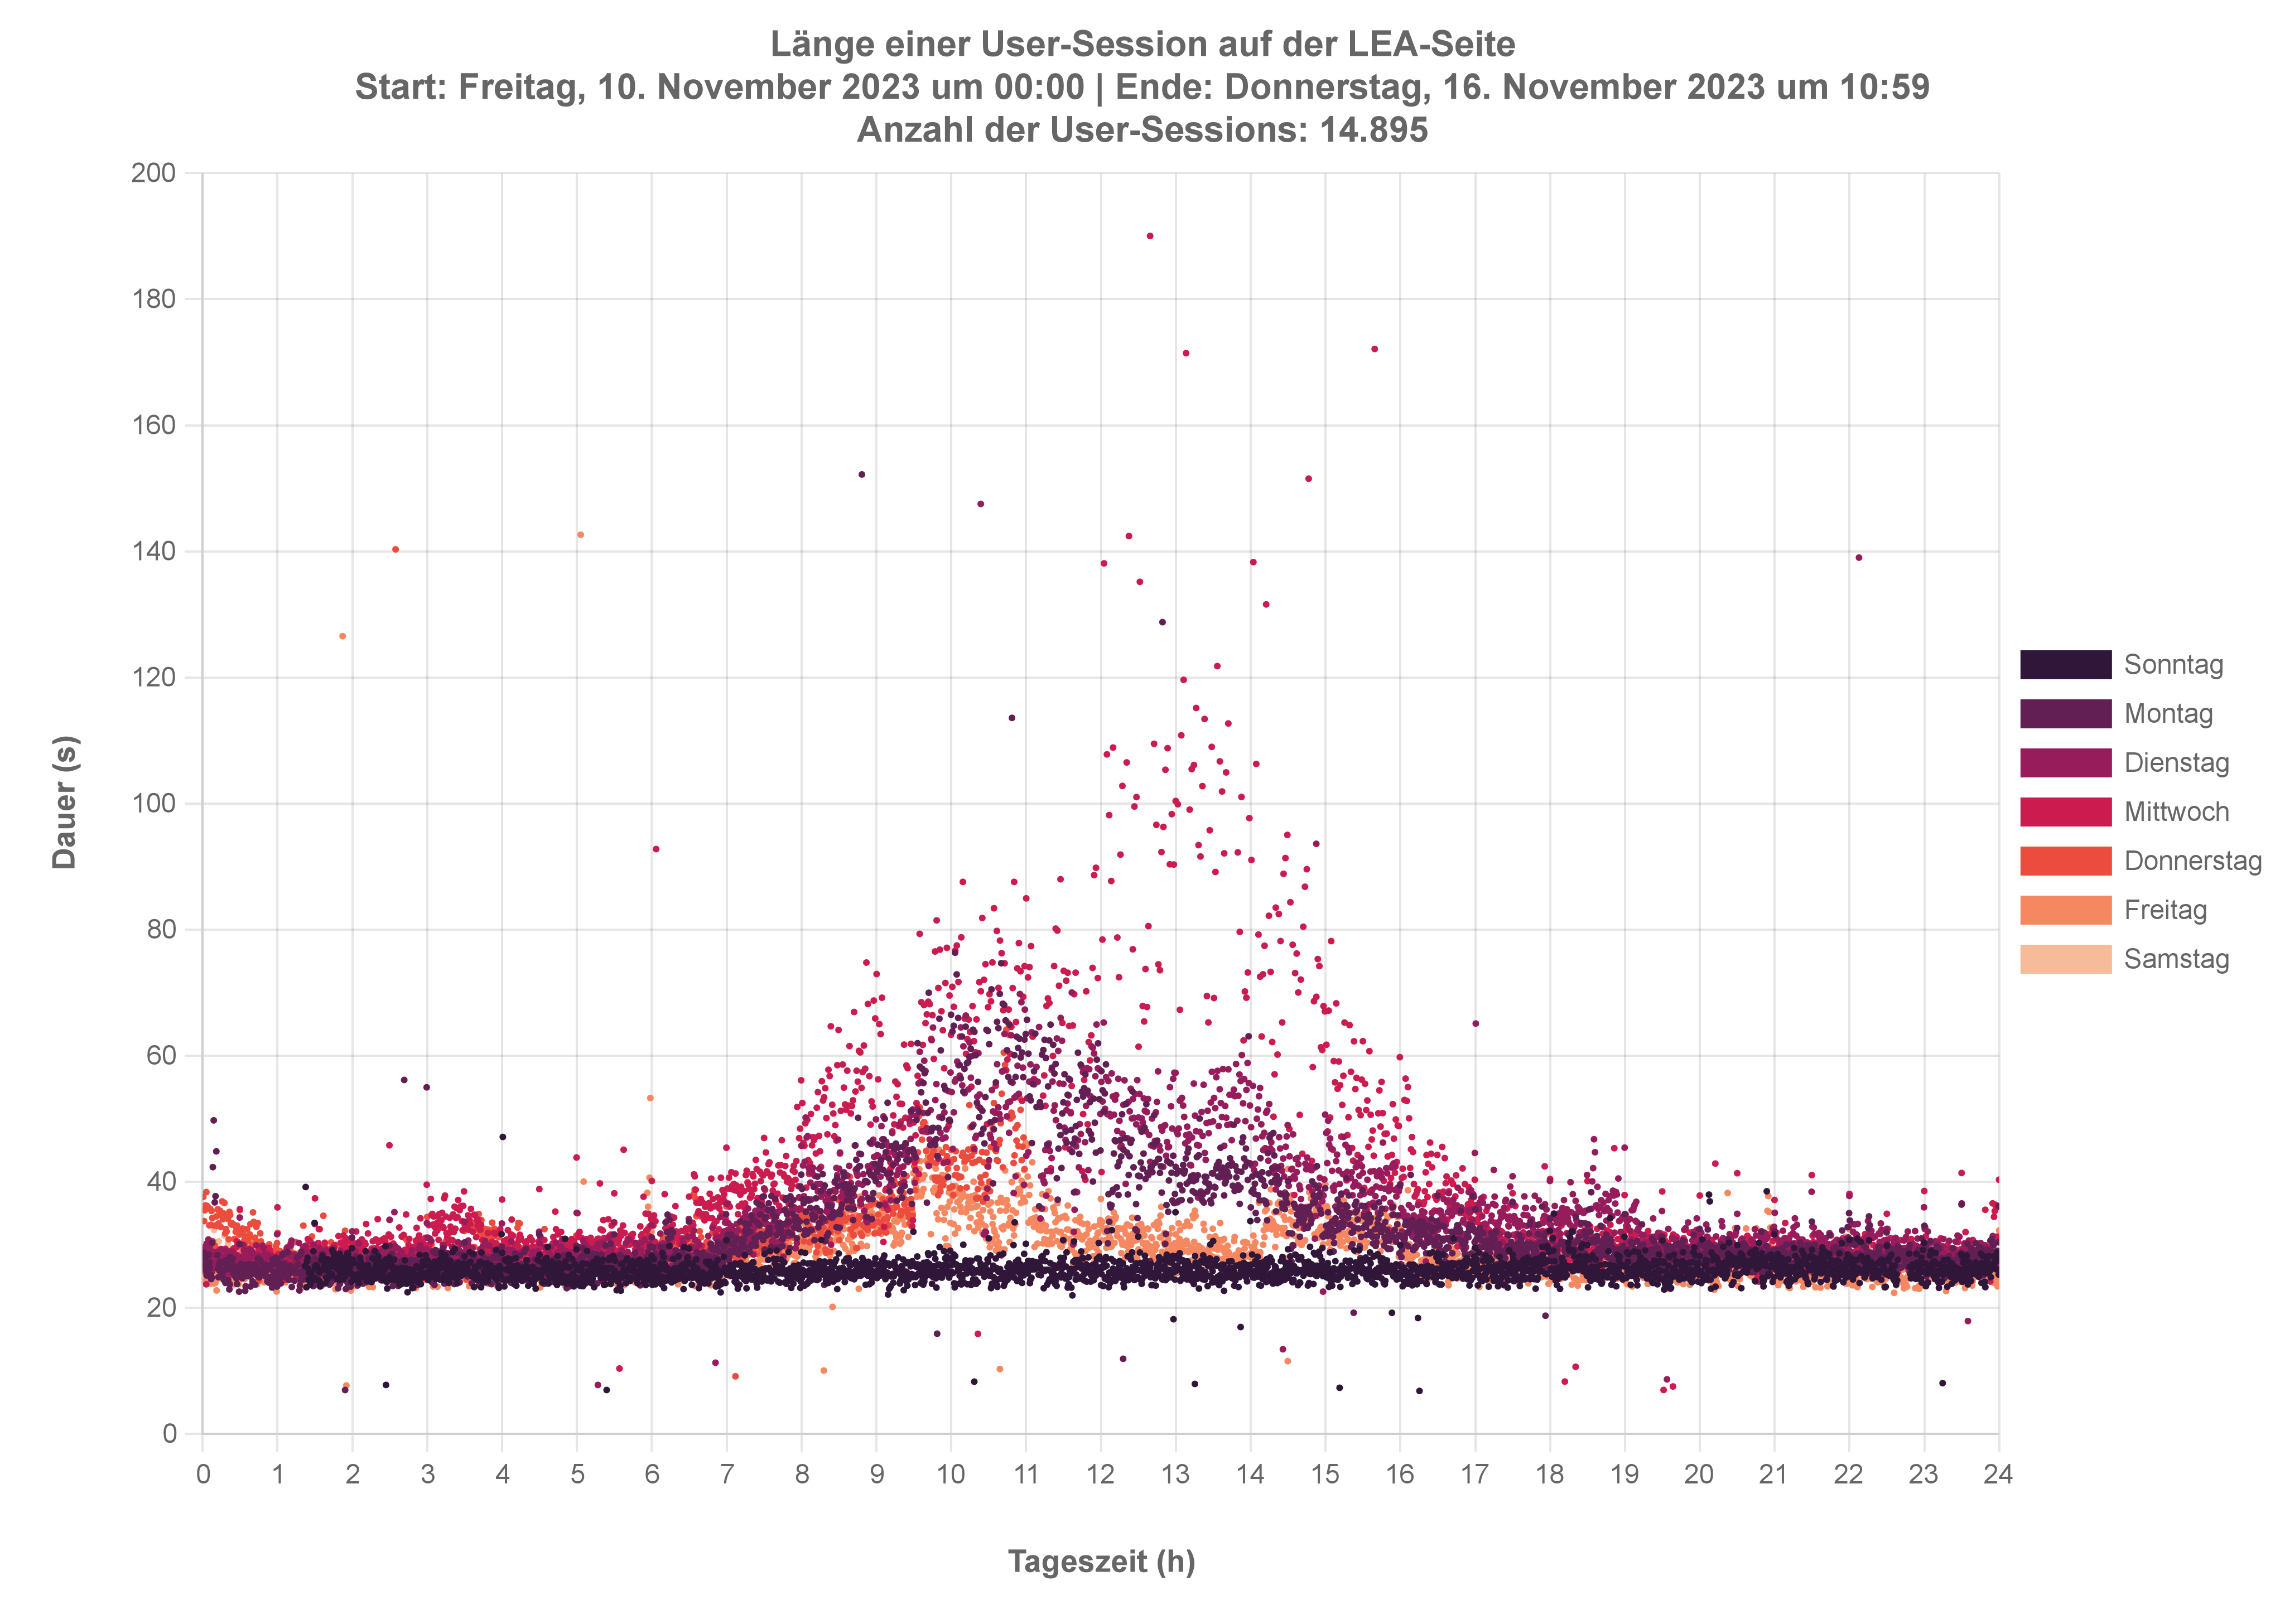 Länge einer User-Session auf der LEA-Seite
Start: Freitag, 10. November 2023 um 00:00 | Ende: Donnerstag, 16. November 2023 um 10:59
Anzahl der User-Sessions: 14.895
200
180
160
140
120
100
80
60
40
20
0
Dauer (s)
0 1 2 3 4 5 6 7 8 9 10 11 12 13 14 15 16 17 18 19 20 21 22 23 24
Tageszeit (h)
Sonntag
Montag
Dienstag
Mittwoch
Donnerstag
Freitag
Samstag